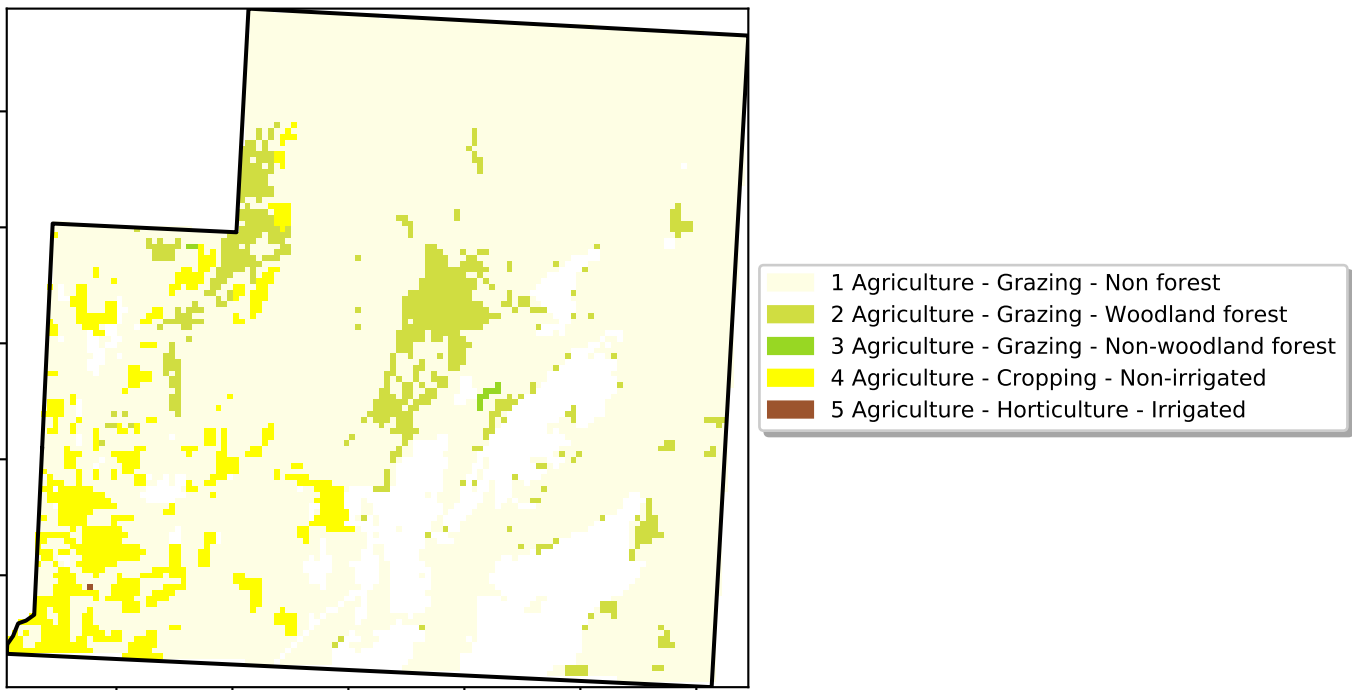 1 Agriculture - Grazing - Non forest
2 Agriculture - Grazing - Woodland forest
3 Agriculture - Grazing - Non-woodland forest
4 Agriculture - Cropping - Non-irrigated
5 Agriculture - Horticulture - Irrigated